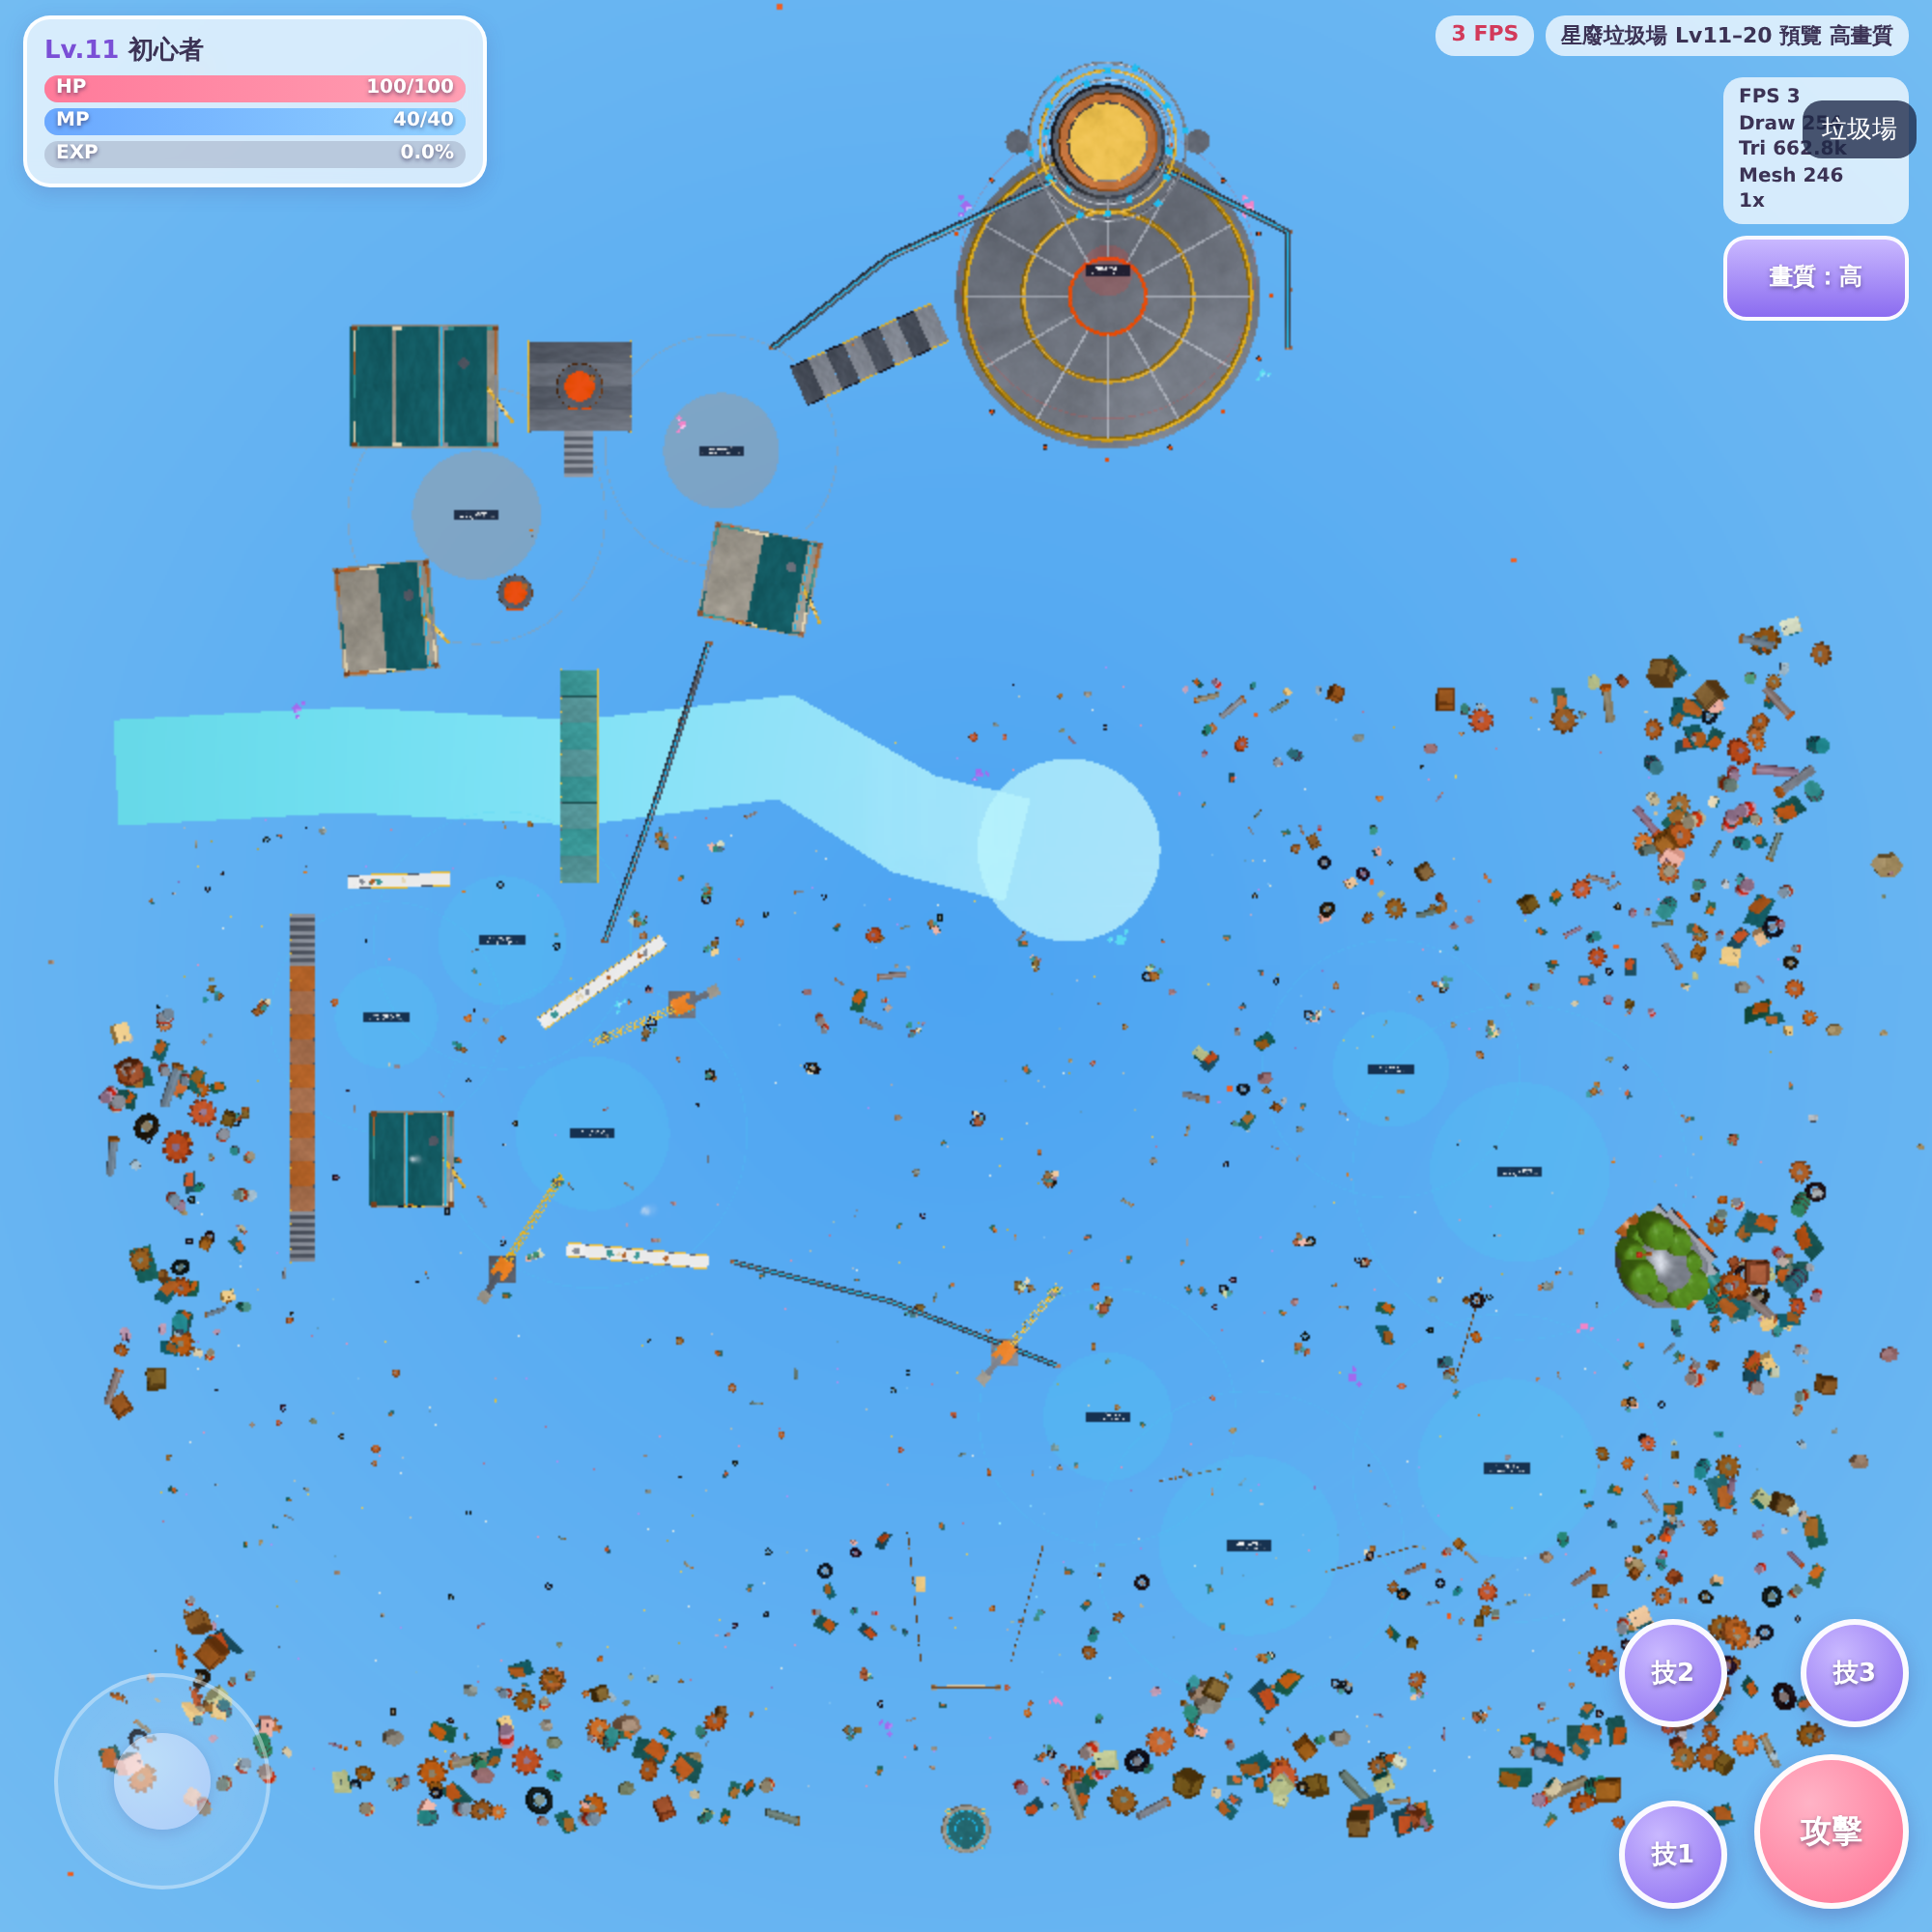 Lv.11 初心者
HP 100/100
MP 40/40
EXP 0.0%
3 FPS
星廢垃圾場 Lv11–20 預覽 高畫質
FPS 3
Draw
垃圾場
Tri 662.8k
Mesh 246
1x
畫質：高
技2
技3
技1
攻擊